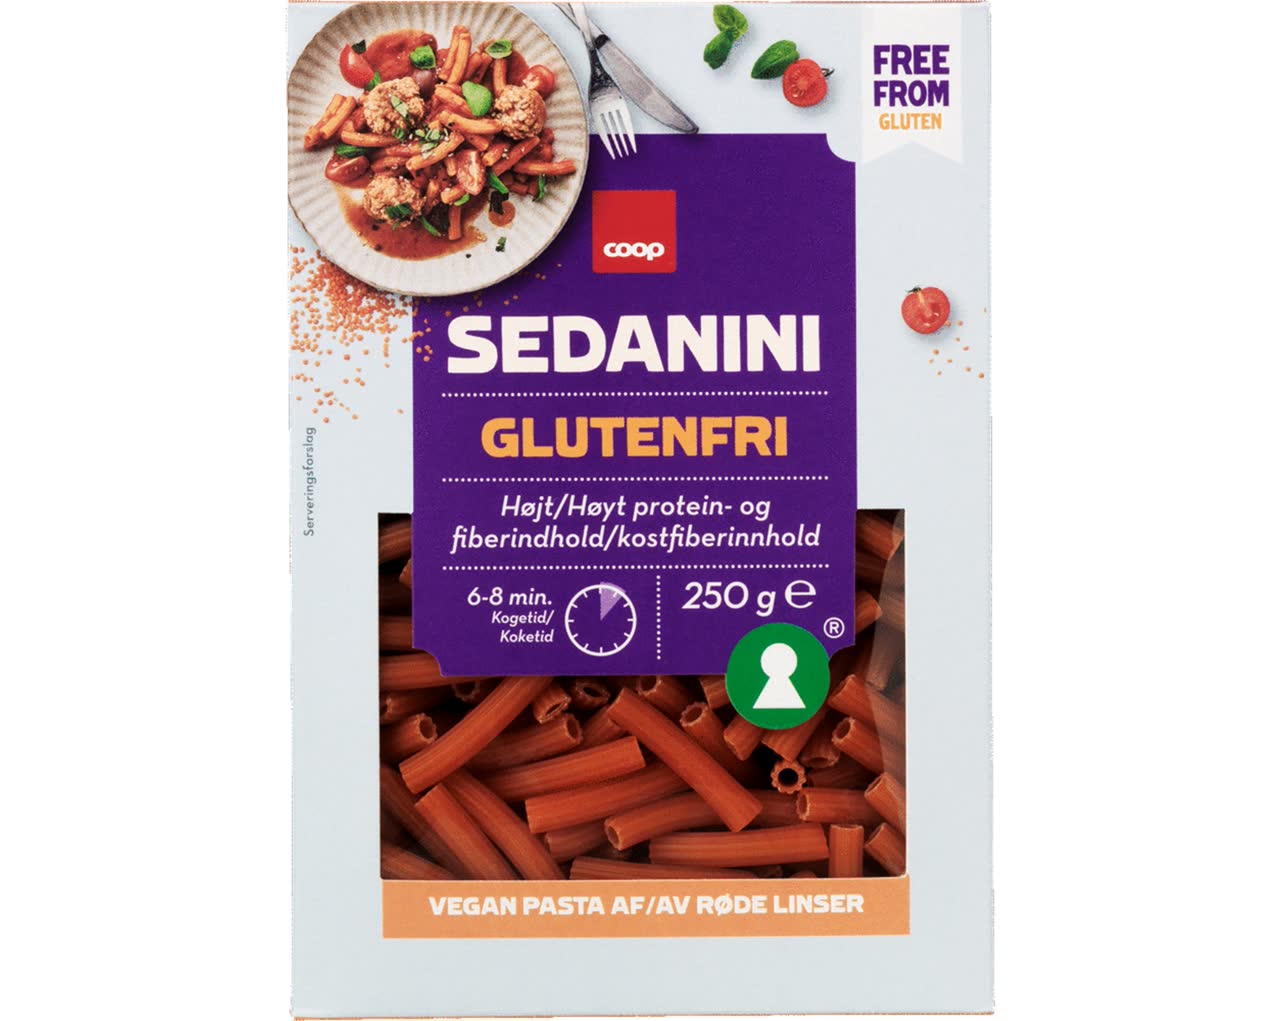 FREE
FROM
GLUTEN
coop
SEDANINI
GLUTENFRI
Højt/Høyt protein- og
fiberindhold/kostfiberinnhold
6-8 min.
Kogetid/
Koketid
250 g ℮
®
Serveringsforslag
VEGAN PASTA AF/AV RØDE LINSER